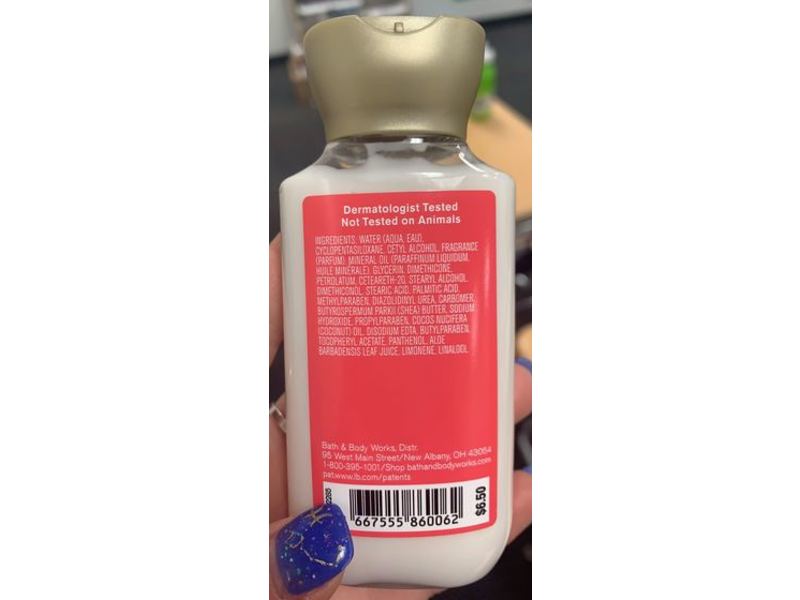 Dermatologist Tested
Not Tested on Animals
INGREDIENTS: WATER (AQUA, EAU),
CYCLOPENTASILOXANE, CETYL ALCOHOL, FRAGRANCE
(PARFUM), MINERAL OIL (PARAFFINUM LIQUIDUM,
HUILE MINERALE), GLYCERIN, DIMETHICONE,
PETROLATUM, CETEARETH-20, STEARYL ALCOHOL,
DIMETHICONOL, STEARIC ACID, PALMITIC ACID,
METHYLPARABEN, DIAZOLIDINYL UREA, CARBOMER,
BUTYROSPERMUM PARKII (SHEA) BUTTER, SODIUM
HYDROXIDE, PROPYLPARABEN, COCOS NUCIFERA
(COCONUT) OIL, DISODIUM EDTA, BUTYLPARABEN,
TOCOPHERYL ACETATE, PANTHENOL, ALOE
BARBADENSIS LEAF JUICE, LIMONENE, LINALOOL
Bath & Body Works, Distr.
95 West Main Street/New Albany, OH 43054
1-800-395-1001/Shop bathandbodyworks.com
pat.www.lb.com/patents
667555 860062
$6.50